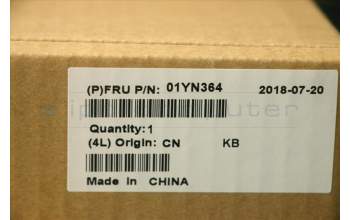 (P)FRU P/N: 01YN364 2018-07-20
Quantity: 1
(4L) Origin: CN KB
Made in CHINA